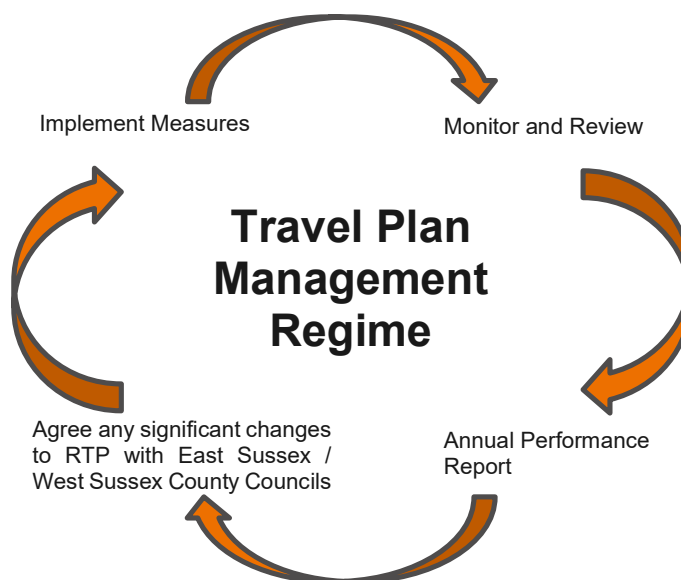 Implement Measures
Monitor and Review
Travel Plan
Management
Regime
Agree any significant changes
to RTP with East Sussex /
West Sussex County Councils
Annual Performance
Report